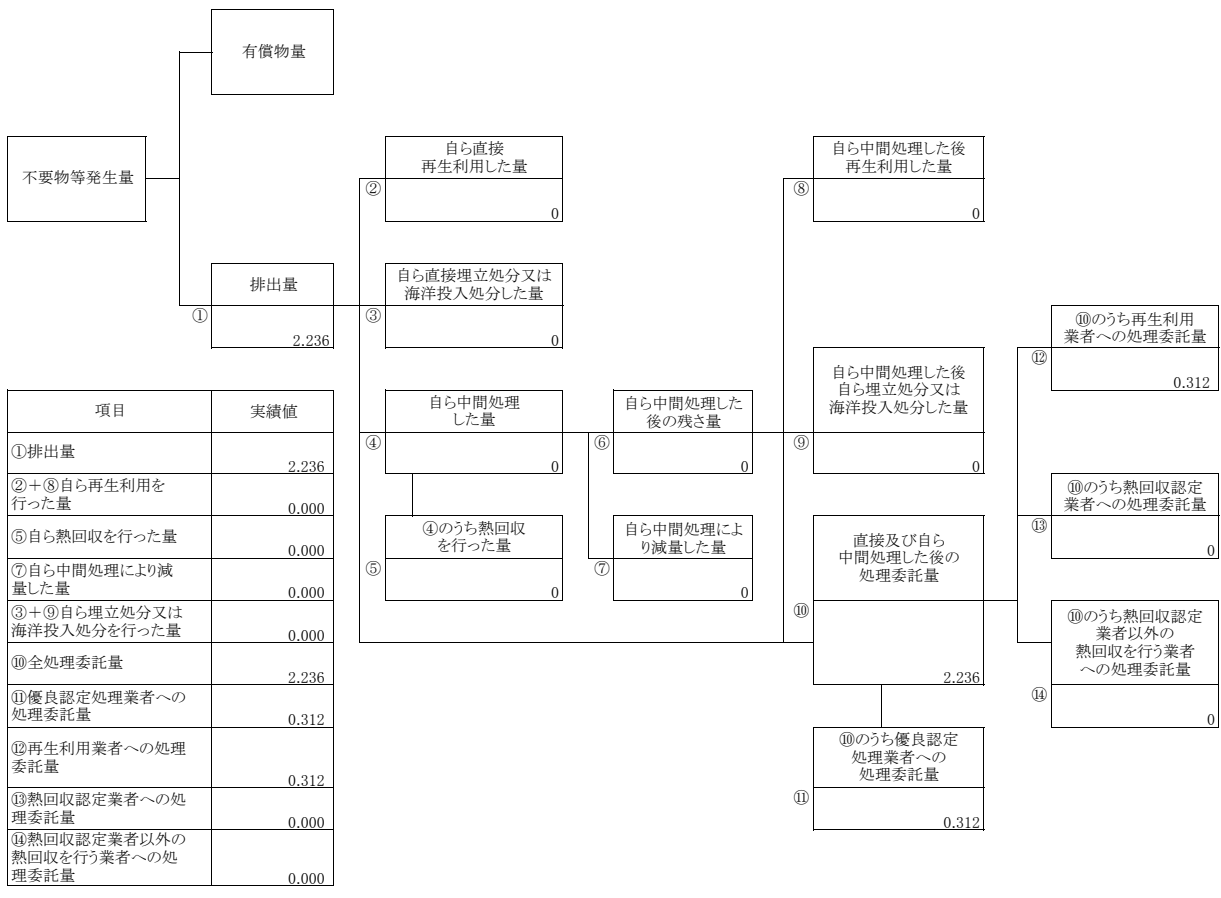 有償物量
不要物等発生量
排出量
①
2.236
自ら直接
再生利用した量
②
0
自ら直接埋立処分又は
海洋投入処分した量
③
0
自ら中間処理
した量
④
0
④のうち熱回収
を行った量
⑤
0
自ら中間処理した
後の残さ量
⑥
0
自ら中間処理によ
り減量した量
⑦
0
自ら中間処理した後
再生利用した量
⑧
0
自ら中間処理した後
自ら埋立処分又は
海洋投入処分した量
⑨
0
直接及び自ら
中間処理した後の
処理委託量
⑩
2.236
⑩のうち優良認定
処理業者への
処理委託量
⑪
0.312
⑩のうち再生利用
業者への処理委託量
⑫
0.312
⑩のうち熱回収認定
業者への処理委託量
⑬
0
⑩のうち熱回収認定
業者以外の
熱回収を行う業者
への処理委託量
⑭
0
項目 実績値
①排出量
2.236
②＋⑧自ら再生利用を
行った量
0.000
⑤自ら熱回収を行った量
0.000
⑦自ら中間処理により減
量した量
0.000
③＋⑨自ら埋立処分又は
海洋投入処分を行った量
0.000
⑩全処理委託量
2.236
⑪優良認定処理業者への
処理委託量
0.312
⑫再生利用業者への処理
委託量
0.312
⑬熱回収認定業者への処
理委託量
0.000
⑭熱回収認定業者以外の
熱回収を行う業者への処
理委託量
0.000